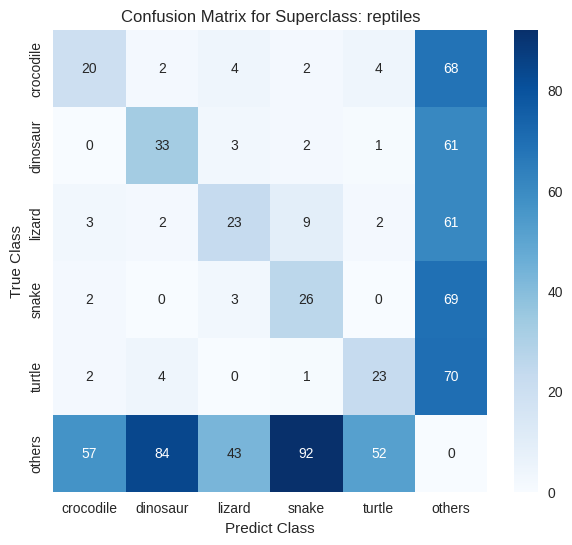 Confusion Matrix for Superclass: reptiles
True Class
crocodile 20 2 4 2 4 68
dinosaur 0 33 3 2 1 61
lizard 3 2 23 9 2 61
snake 2 0 3 26 0 69
turtle 2 4 0 1 23 70
others 57 84 43 92 52 0
crocodile dinosaur lizard snake turtle others
Predict Class
80
60
40
20
0